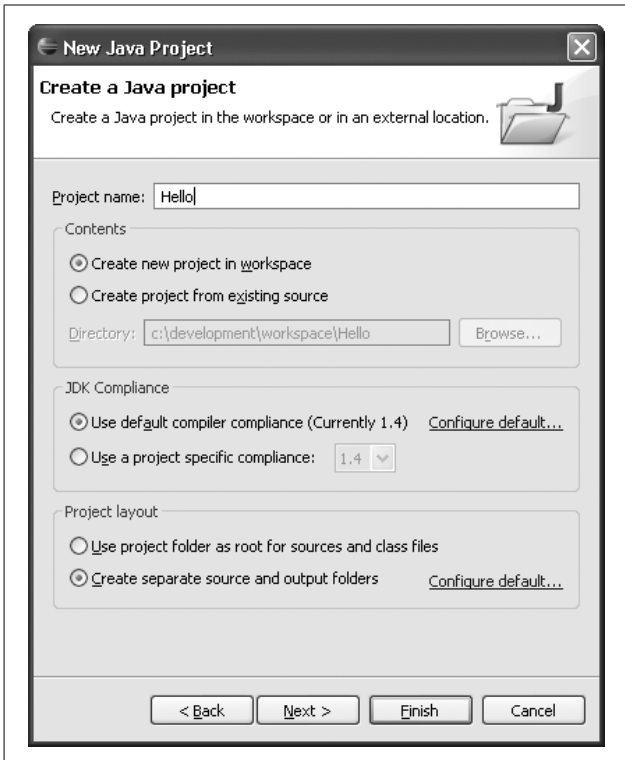 New Java Project
Create a Java project
Create a Java project in the workspace or in an external location.
Project name: Hello
Contents
Create new project in workspace
Create project from existing source
Directory: c:\development\workspace\Hello Browse...
JDK Compliance
Use default compiler compliance (Currently 1.4) Configure default...
Use a project specific compliance: 1.4
Project layout
Use project folder as root for sources and class files
Create separate source and output folders Configure default...
< Back Next > Finish Cancel